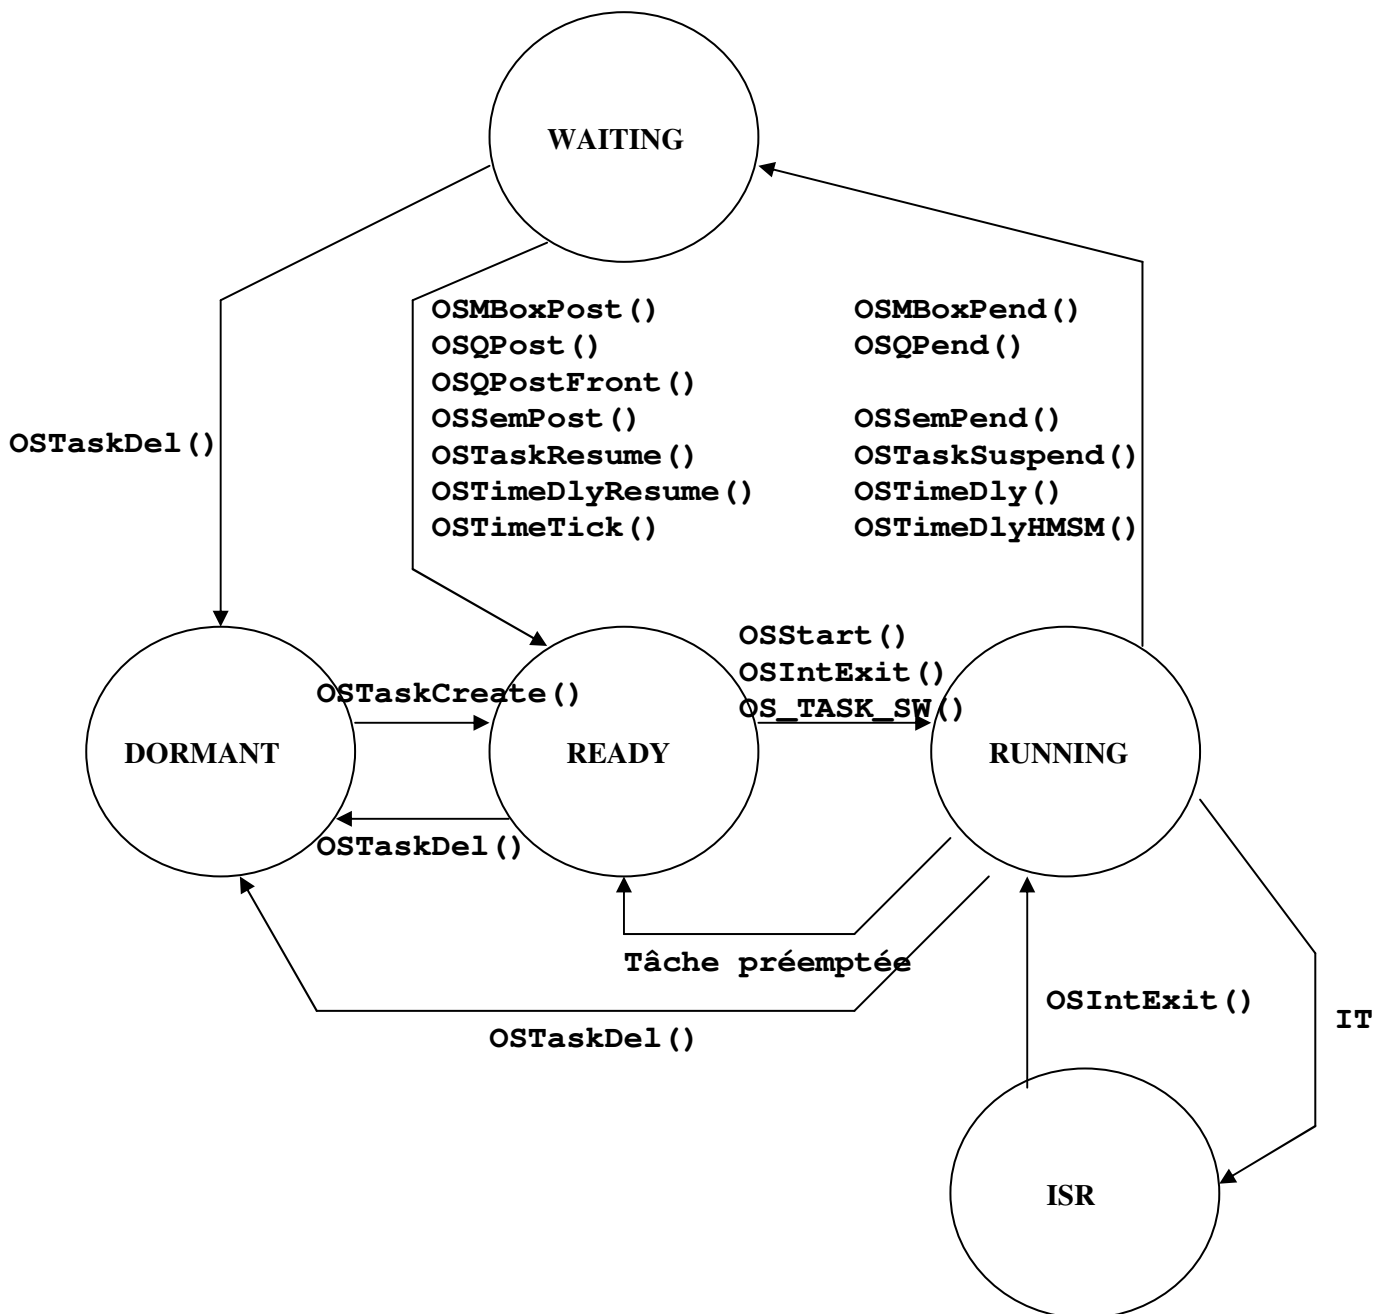 WAITING
OSMBoxPost() OSMBoxPend()
OSQPost() OSQPend()
OSQPostFront()
OSSemPost() OSSemPend()
OSTaskDel()
OSTaskResume() OSTaskSuspend()
OSTimeDlyResume() OSTimeDly()
OSTimeTick() OSTimeDlyHMSM()
OSStart()
OSIntExit()
OSTaskCreate()
OS_TASK_SW()
DORMANT READY RUNNING
OSTaskDel()
Tâche préemptée
OSIntExit()
IT
OSTaskDel()
ISR